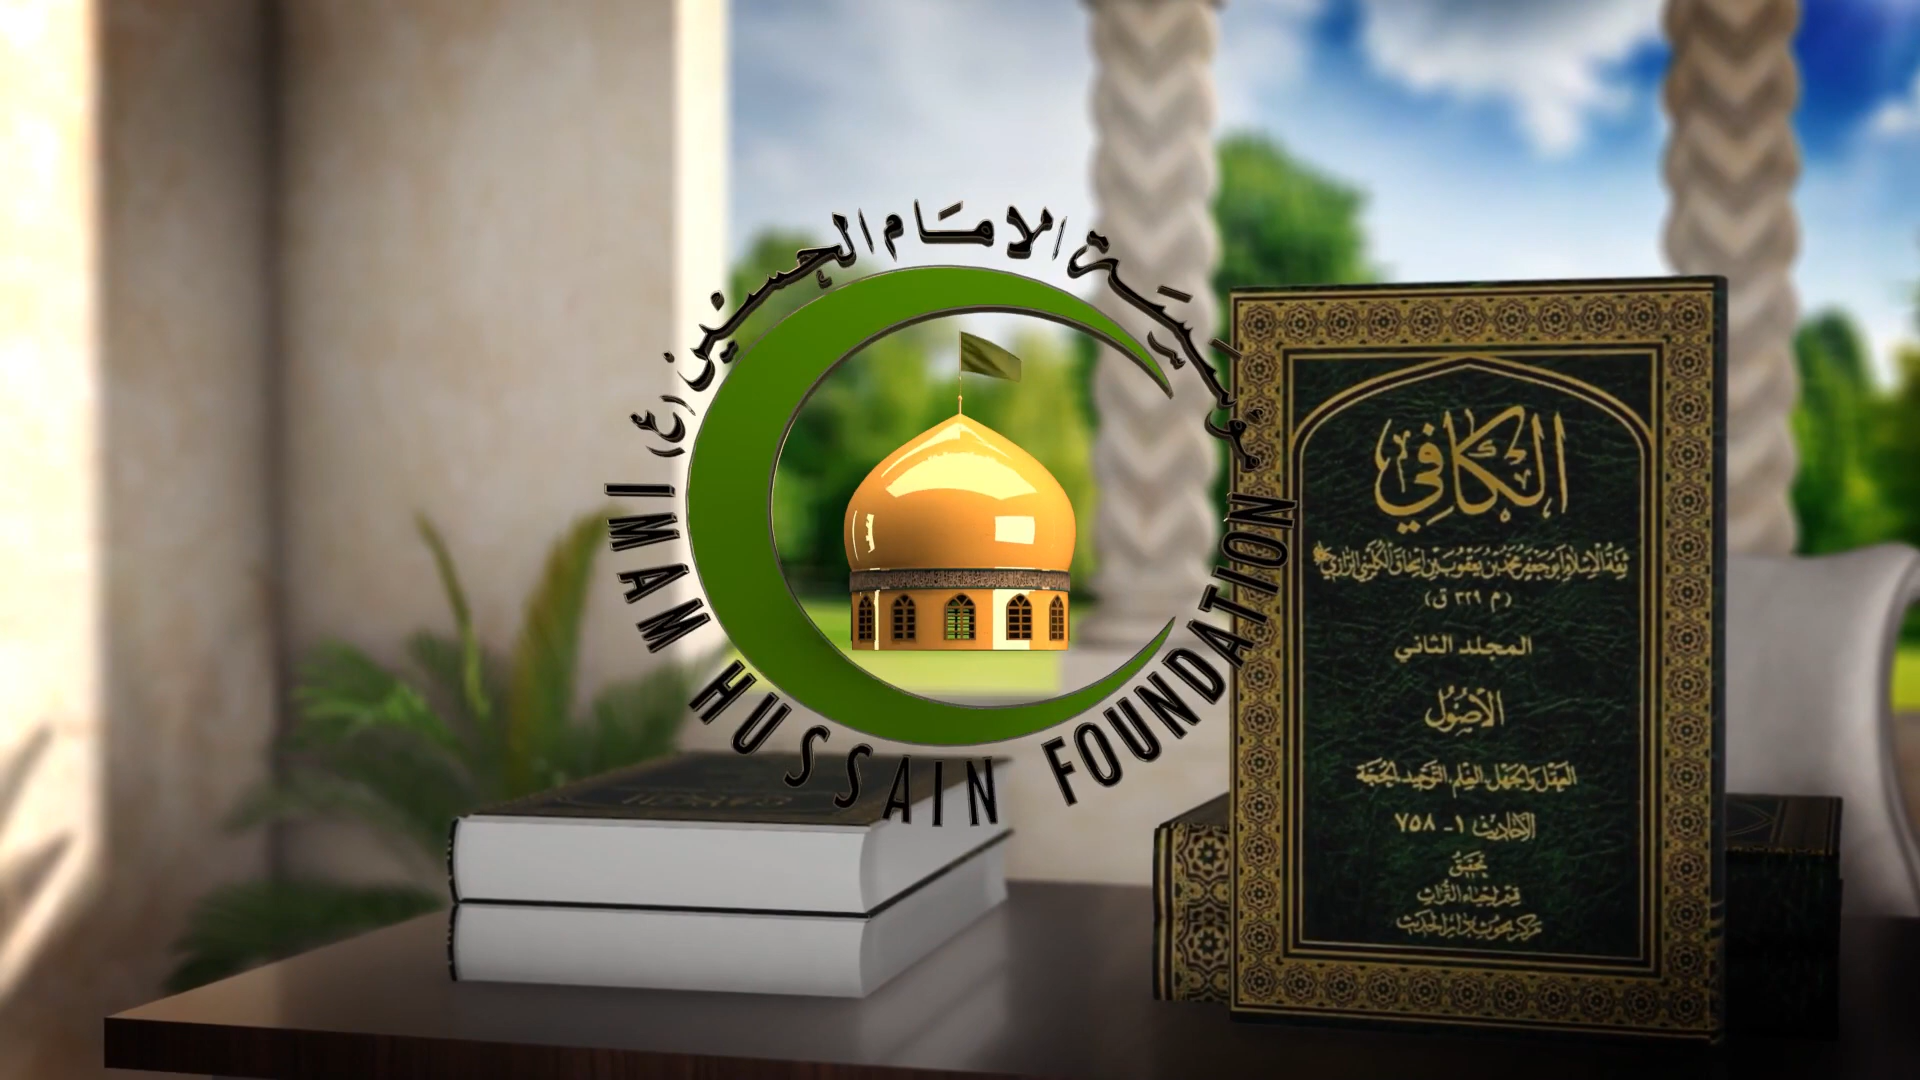 مؤسسة الإمام الحسين (ع)
IMAM HUSSAIN FOUNDATION
الكافي
ثقة الإسلام أبو جعفر محمد بن يعقوب بن إسحاق الكليني الرازي
(م ٣٢٩ ق)
المجلد الثاني
الأصول
العقل والجهل، العلم، التوحيد، الحجة
الأحاديث ١ - ٧٥٨
تحقيق
قسم إحياء التراث
مركز بحوث دار الحديث